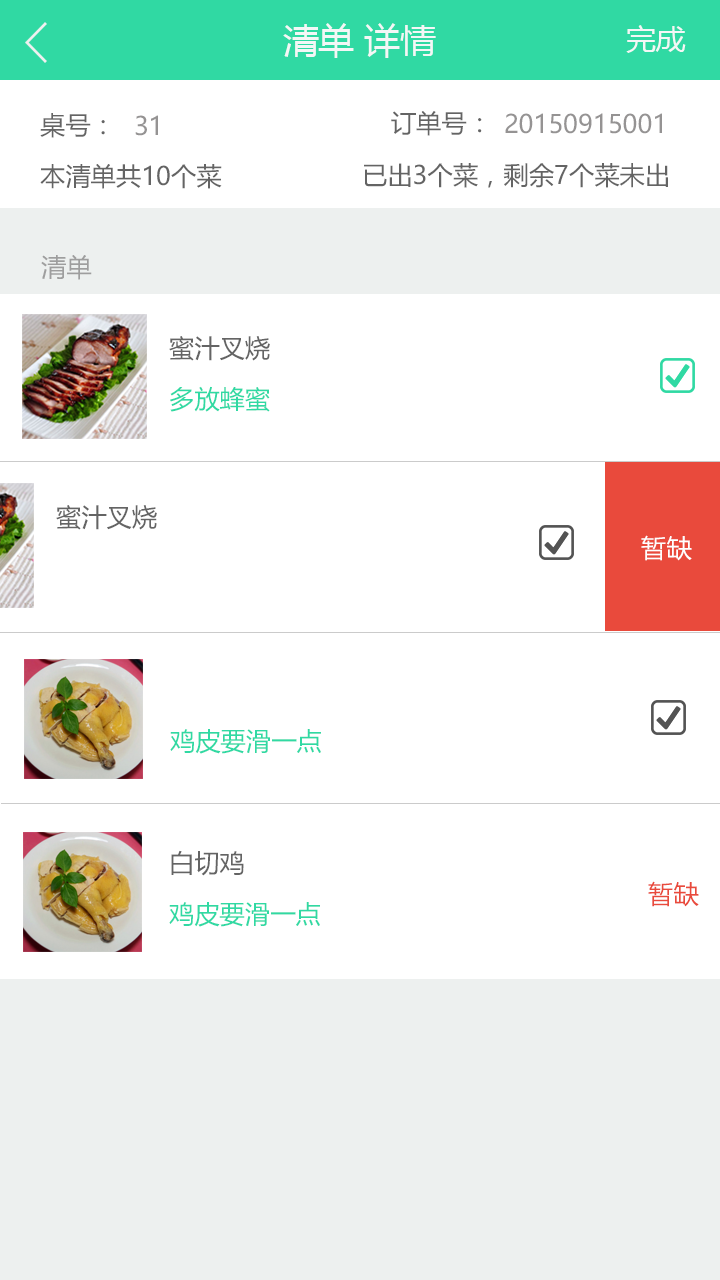 清单 详情
完成
桌号： 31
订单号： 20150915001
本清单共10个菜
已出3个菜，剩余7个菜未出
清单
蜜汁叉烧
多放蜂蜜
蜜汁叉烧
暂缺
鸡皮要滑一点
白切鸡
鸡皮要滑一点
暂缺